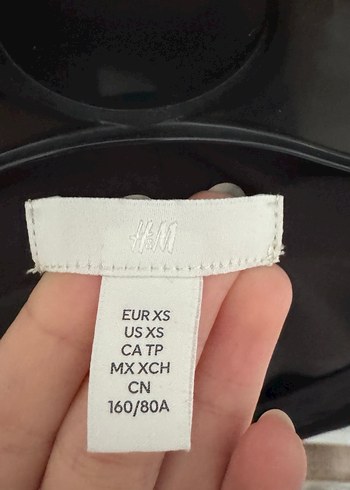 H&M
EUR XS
US XS
CA TP
MX XCH
CN
160/80A